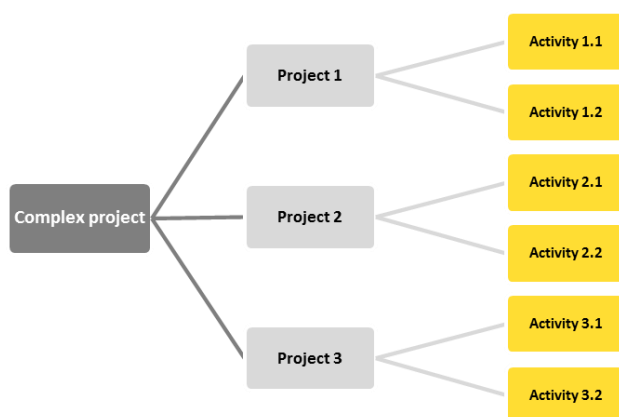 Complex project
Project 1
Activity 1.1
Activity 1.2
Project 2
Activity 2.1
Activity 2.2
Project 3
Activity 3.1
Activity 3.2